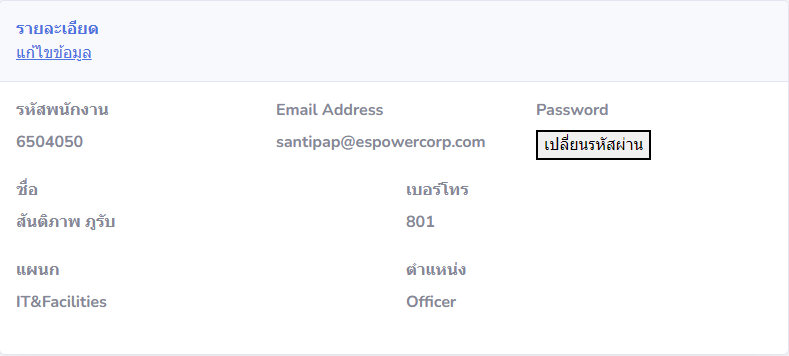 รายละเอียด
แก้ไขข้อมูล
รหัสพนักงาน Email Address Password
6504050 santipap@espowercorp.com เปลี่ยนรหัสผ่าน
ชื่อ เบอร์โทร
สันติภาพ ภูรับ 801
แผนก ตำแหน่ง
IT&Facilities Officer